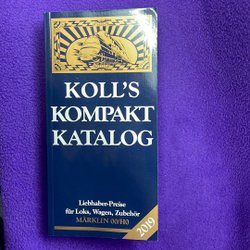 KOLL'S
KOMPAKT
KATALOG
Liebhaber-Preise
für Loks, Wagen, Zubehör
MÄRKLIN 00/H0
2019